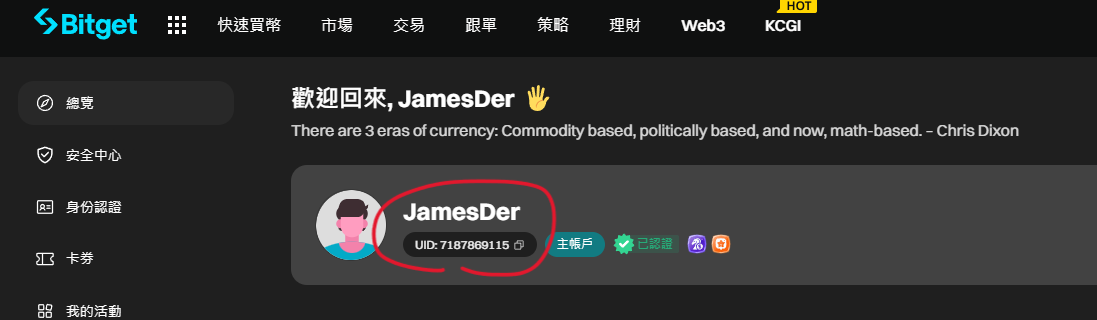 HOT
Bitget 快速買幣 市場 交易 跟單 策略 理財 Web3 KCGI
總覽
安全中心
身份認證
卡券
我的活動
歡迎回來, JamesDer 🖐
There are 3 eras of currency: Commodity based, politically based, and now, math-based. – Chris Dixon
JamesDer
UID: 7187869115 主帳戶 已認證